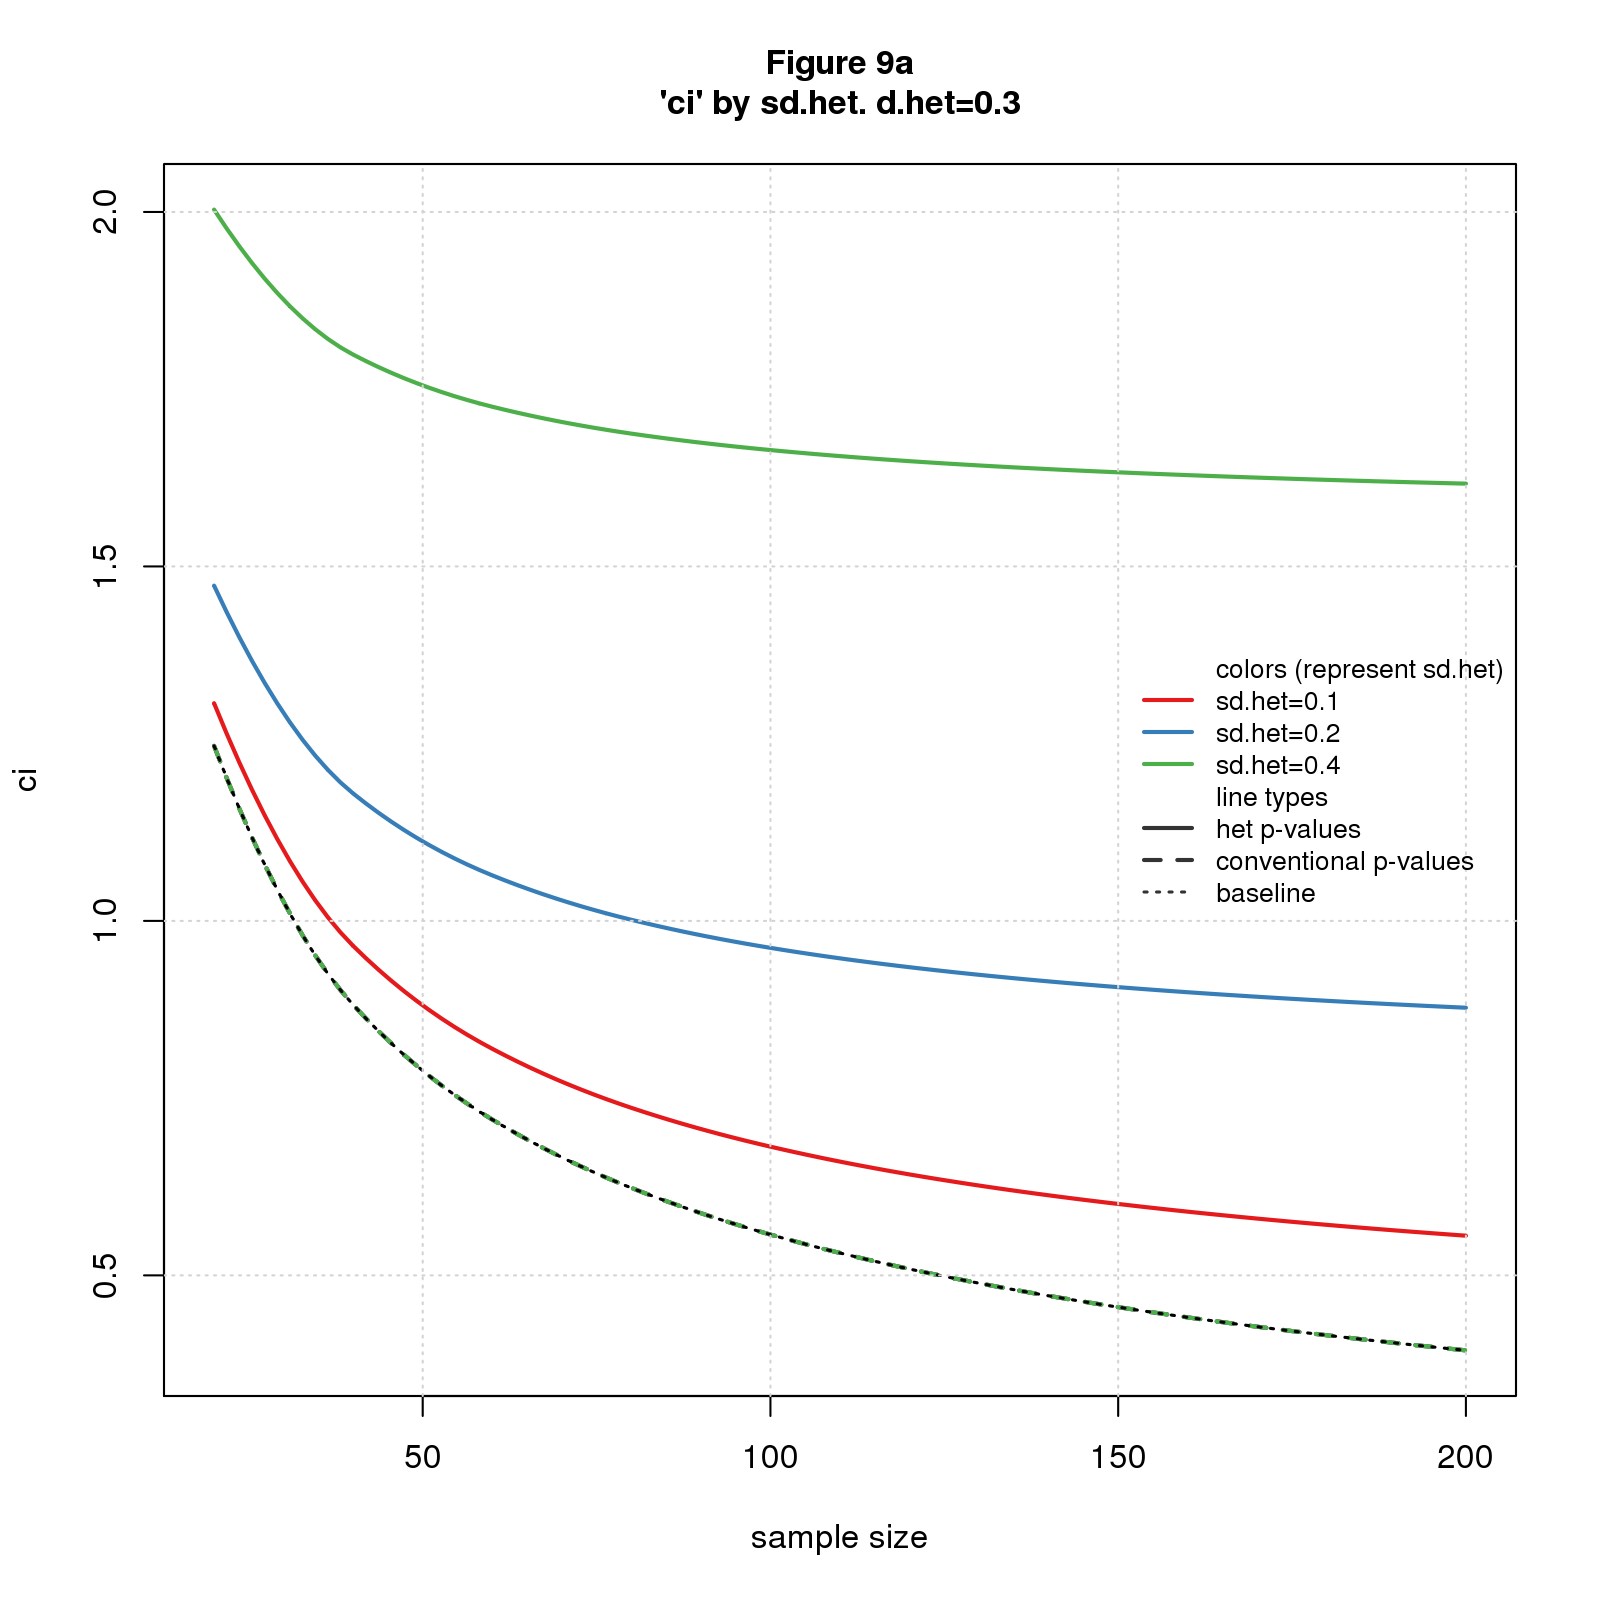 Figure 9a
'ci' by sd.het. d.het=0.3
2.0
1.5
1.0
0.5
ci
colors (represent sd.het)
sd.het=0.1
sd.het=0.2
sd.het=0.4
line types
het p-values
conventional p-values
baseline
50 100 150 200
sample size